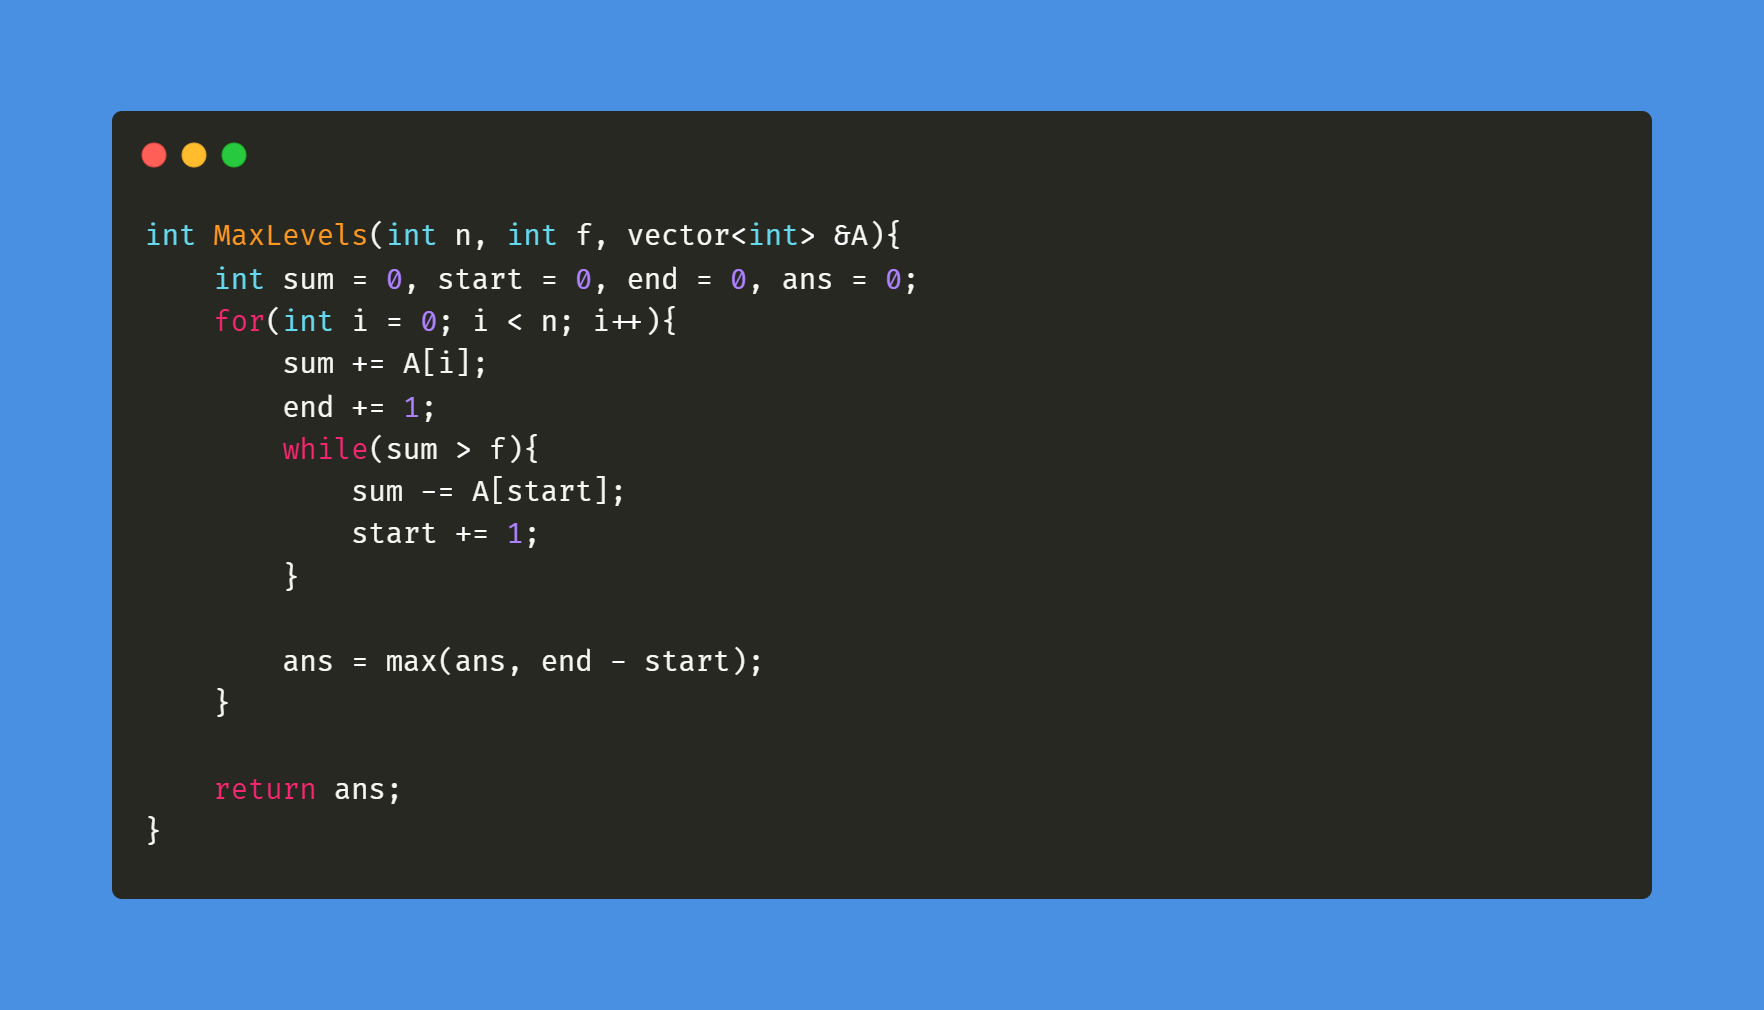 int MaxLevels(int n, int f, vector<int> &A){
    int sum = 0, start = 0, end = 0, ans = 0;
    for(int i = 0; i < n; i++){
        sum += A[i];
        end += 1;
        while(sum > f){
            sum -= A[start];
            start += 1;
        }

        ans = max(ans, end - start);
    }

    return ans;
}